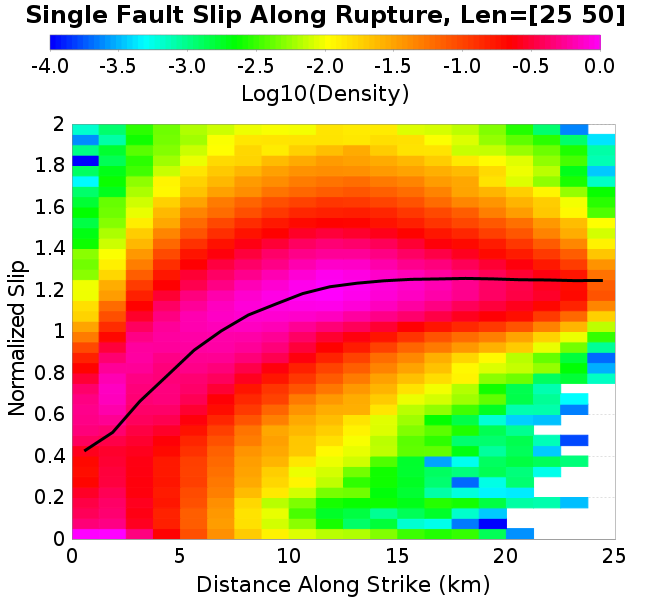 Single Fault Slip Along Rupture, Len=[25 50]
-4.0 -3.5 -3.0 -2.5 -2.0 -1.5 -1.0 -0.5 0.0
Log10(Density)
2
1.8
1.6
1.4
1.2
1
0.8
0.6
0.4
0.2
0
Normalized Slip
0 5 10 15 20 25
Distance Along Strike (km)